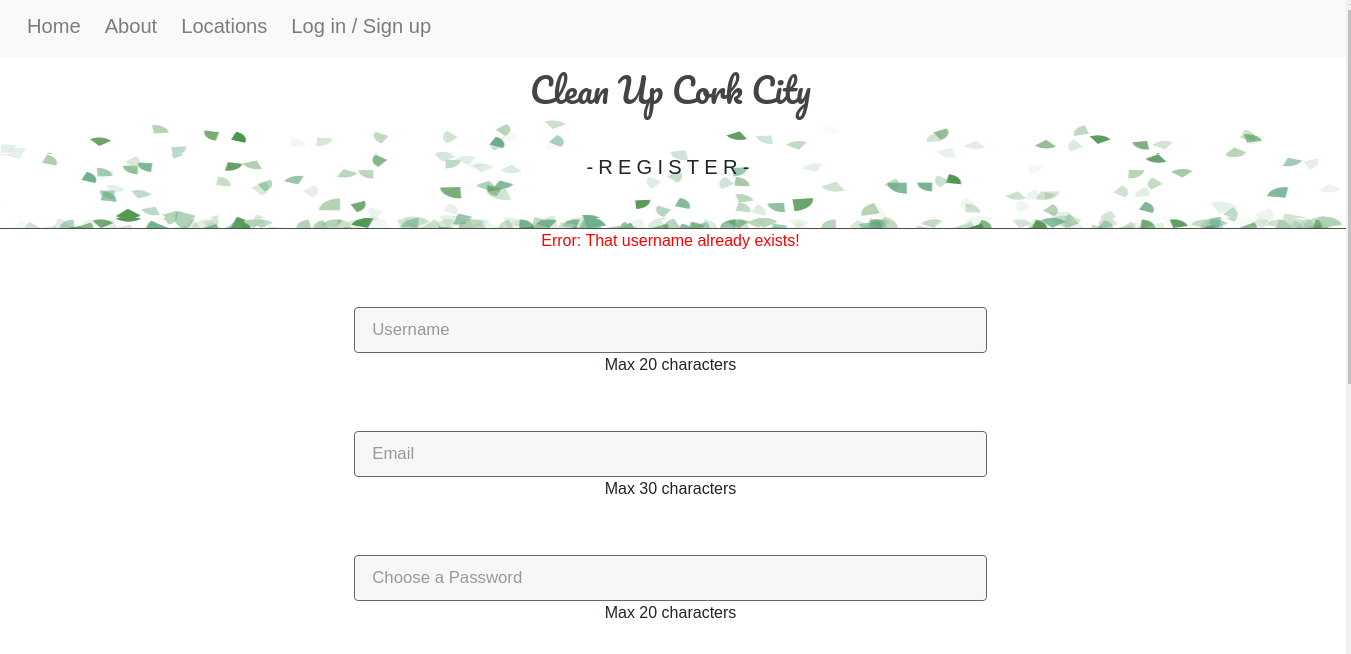 Home About Locations Log in / Sign up
Clean Up Cork City
-REGISTER-
Error: That username already exists!
Username
Max 20 characters
Email
Max 30 characters
Choose a Password
Max 20 characters